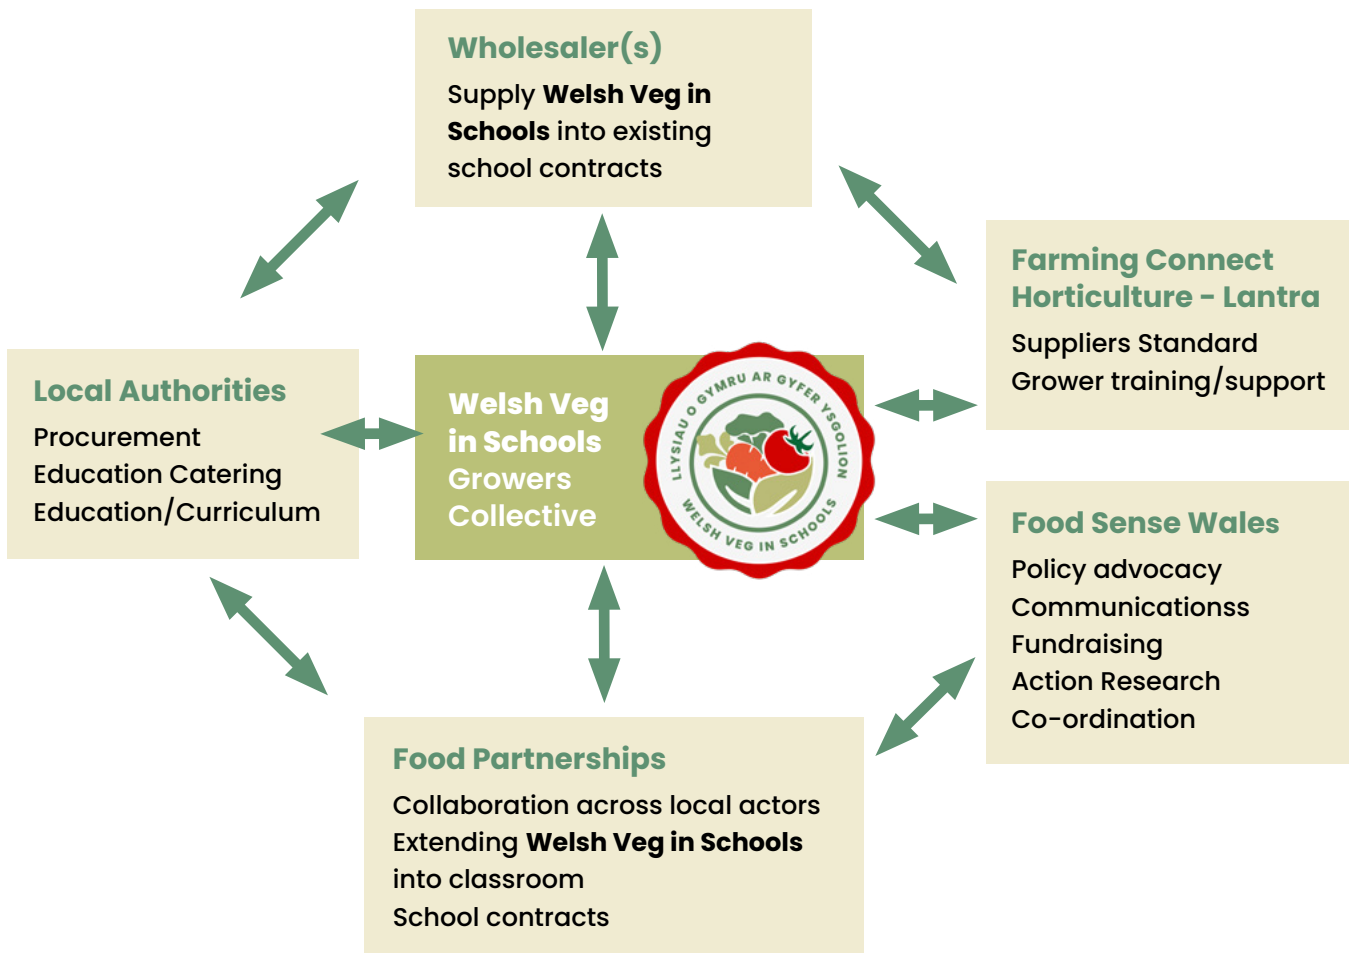 Wholesaler(s)
Supply Welsh Veg in
Schools into existing
school contracts
Farming Connect
Horticulture - Lantra
Suppliers Standard
Grower training/support
Local Authorities
Procurement
Education Catering
Education/Curriculum
Welsh Veg
in Schools
Growers
Collective
LLYSIAU O GYMRU AR GYFER YSGOLION
WELSH VEG IN SCHOOLS
Food Sense Wales
Policy advocacy
Communicationss
Fundraising
Action Research
Co-ordination
Food Partnerships
Collaboration across local actors
Extending Welsh Veg in Schools
into classroom
School contracts